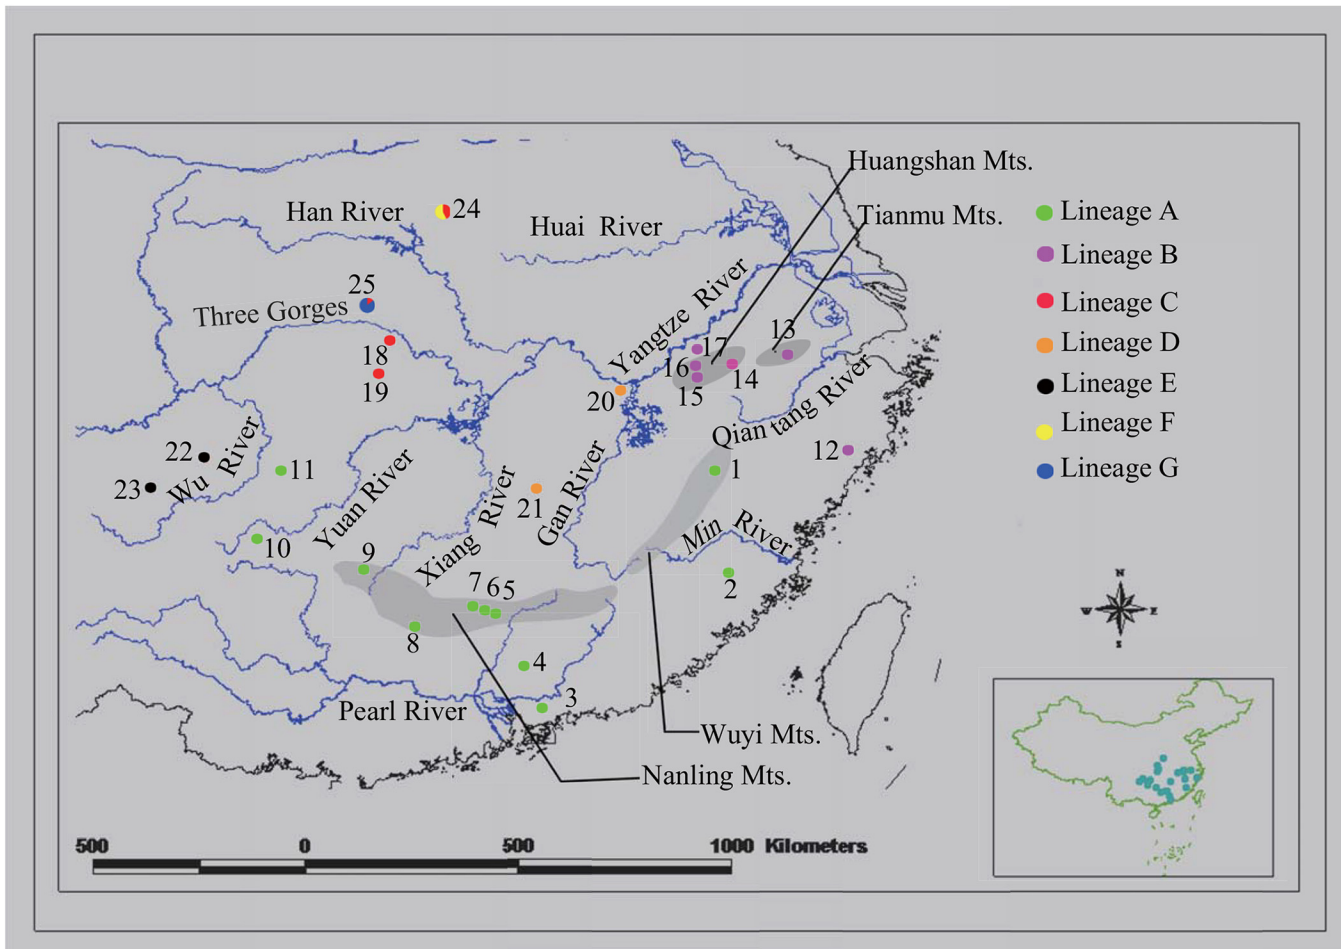 Huangshan Mts.
Tianmu Mts.
Han River
24
Huai River
Lineage A
Lineage B
Lineage C
Lineage D
Lineage E
Lineage F
Lineage G
25
Three Gorges
18
19
Yangtze River
17
16
15
14
13
20
Qian tang River
12
22
23
Wu River
11
10
Yuan River
9
Xiang River
21
Gan River
1
Min River
2
7
6
5
8
4
3
Pearl River
Wuyi Mts.
Nanling Mts.
N
W
E
S
500
0
500
1000 Kilometers